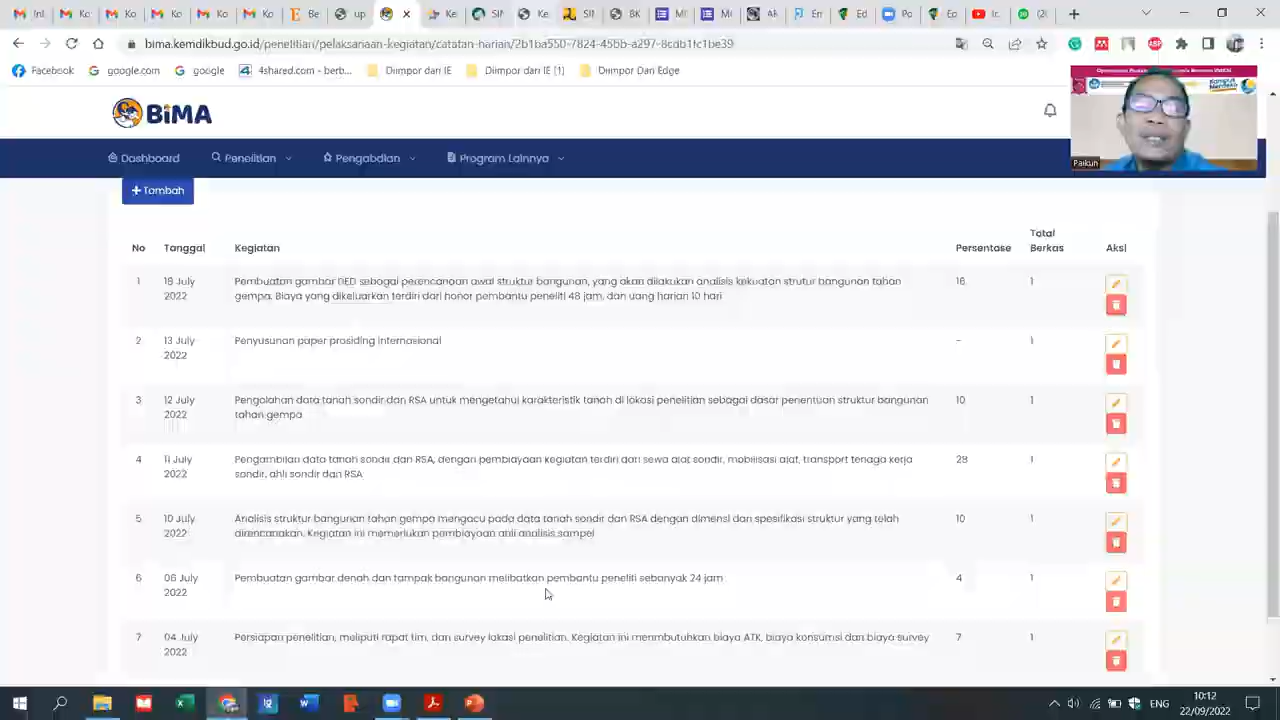 bima.kemdikbud.go.id/penelitian/pelaksanaan-kegiatan/catatan-harian/2b1ba550-7824-456b-a297-8cdb1fc1be39
Facebook google.com google 4shared.com - berb... Diimpor dari IE Diimpor dari IE (1) Diimpor Dari Edge
BIMA
Paikun
Dashboard Penelitian Pengabdian Program Lainnya
+ Tambah
No Tanggal Kegiatan Persentase Total Berkas Aksi
1 18 July 2022 Pembuatan gambar DED sebagai perencanaan awal struktur bangunan, yang akan dilakukan analisis kekuatan strutur bangunan tahan
gempa. Biaya yang dikeluarkan terdiri dari honor pembantu peneliti 48 jam, dan uang harian 10 hari 16 1
2 13 July 2022 Penyusunan paper prosiding internasional - 1
3 12 July 2022 Pengolahan data tanah sondir dan RSA untuk mengetahui karakteristik tanah di lokasi penelitian sebagai dasar penentuan struktur bangunan
tahan gempa 10 1
4 11 July 2022 Pengambilan data tanah sondir dan RSA, dengan pembiayaan kegiatan terdiri dari sewa alat sondir, mobilisasi alat, transport tenaga kerja
sondir, ahli sondir dan RSA 28 1
5 10 July 2022 Analisis struktur bangunan tahan gempa mengacu pada data tanah sondir dan RSA dengan dimensi dan spesifikasi struktur yang telah
direncanakan. Kegiatan ini memerlukan pembiayaan ahli analisis sampel 10 1
6 06 July 2022 Pembuatan gambar denah dan tampak bangunan melibatkan pembantu peneliti sebanyak 24 jam 4 1
7 04 July 2022 Persiapan penelitian, meliputi rapat tim, dan survey lokasi penelitian. Kegiatan ini membutuhkan biaya ATK, biaya konsumsi dan biaya survey 7 1
ENG
10:12
22/09/2022